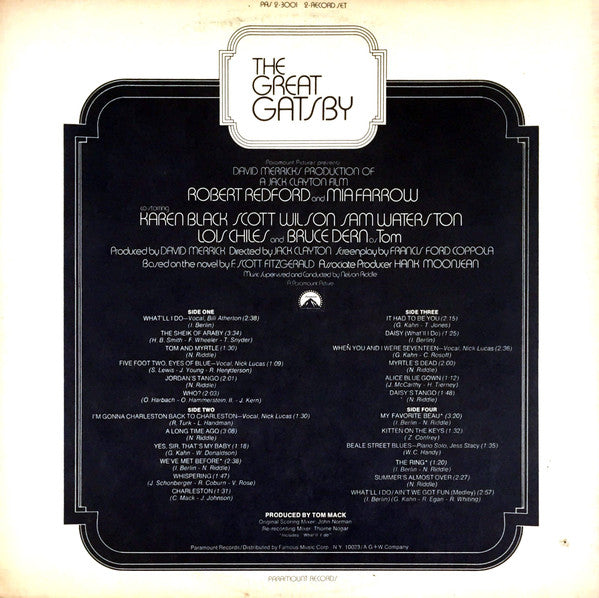 PAS 2-3001 2-RECORD SET
THE
GREAT
GATSBY
Paramount Pictures presents
DAVID MERRICK'S PRODUCTION OF
A JACK CLAYTON FILM
ROBERT REDFORD and MIA FARROW
co-starring
KAREN BLACK SCOTT WILSON SAM WATERSTON
LOIS CHILES and BRUCE DERN as Tom
Produced by DAVID MERRICK Directed by JACK CLAYTON Screenplay by FRANCIS FORD COPPOLA
Based on the novel by F. SCOTT FITZGERALD Associate Producer HANK MOONJEAN
Music Supervised and Conducted by Nelson Riddle
A Paramount Picture
SIDE ONE
WHAT'LL I DO—Vocal, Bill Atherton (2:38)
(I. Berlin)
THE SHEIK OF ARABY (3:34)
(H. B. Smith - F. Wheeler - T. Snyder)
TOM AND MYRTLE (1:30)
(N. Riddle)
FIVE FOOT TWO, EYES OF BLUE—Vocal, Nick Lucas (1:09)
(S. Lewis - J. Young - R. Henderson)
JORDAN'S TANGO (2:01)
(N. Riddle)
WHO? (2:03)
(O. Harbach - O. Hammerstein, II - J. Kern)
SIDE TWO
I'M GONNA CHARLESTON BACK TO CHARLESTON—Vocal, Nick Lucas (1:30)
(R. Turk - L. Handman)
A LONG TIME AGO (3:08)
(N. Riddle)
YES, SIR, THAT'S MY BABY (1:18)
(G. Kahn - W. Donaldson)
WE'VE MET BEFORE* (2:38)
(I. Berlin - N. Riddle)
WHISPERING (1:47)
(J. Schonberger - R. Coburn - V. Rose)
CHARLESTON (1:31)
(C. Mack - J. Johnson)
SIDE THREE
IT HAD TO BE YOU (2:15)
(G. Kahn - T. Jones)
DAISY (What'll I Do) (1:25)
(I. Berlin)
WHEN YOU AND I WERE SEVENTEEN—Vocal, Nick Lucas (2:36)
(G. Kahn - C. Rosoff)
MYRTLE'S DEAD (2:00)
(N. Riddle)
ALICE BLUE GOWN (1:12)
(J. McCarthy - H. Tierney)
DAISY'S TANGO (1:48)
(N. Riddle)
SIDE FOUR
MY FAVORITE BEAU* (3:20)
(I. Berlin - N. Riddle)
KITTEN ON THE KEYS (1:32)
(Z. Confrey)
BEALE STREET BLUES—Piano Solo, Jess Stacy (1:35)
(W.C. Handy)
THE RING* (1:20)
(I. Berlin - N. Riddle)
SUMMER'S ALMOST OVER (2:27)
(N. Riddle)
WHAT'LL I DO/AIN'T WE GOT FUN (Medley) (2:57)
(I. Berlin) (G. Kahn - R. Egan - R. Whiting)
PRODUCED BY TOM MACK
Original Scoring Mixer: John Norman
Re-recording Mixer: Thorne Nogar
*Includes "What'll I do"
Paramount Records/Distributed by Famous Music Corp. N.Y. 10023/A G+W Company
PARAMOUNT RECORDS